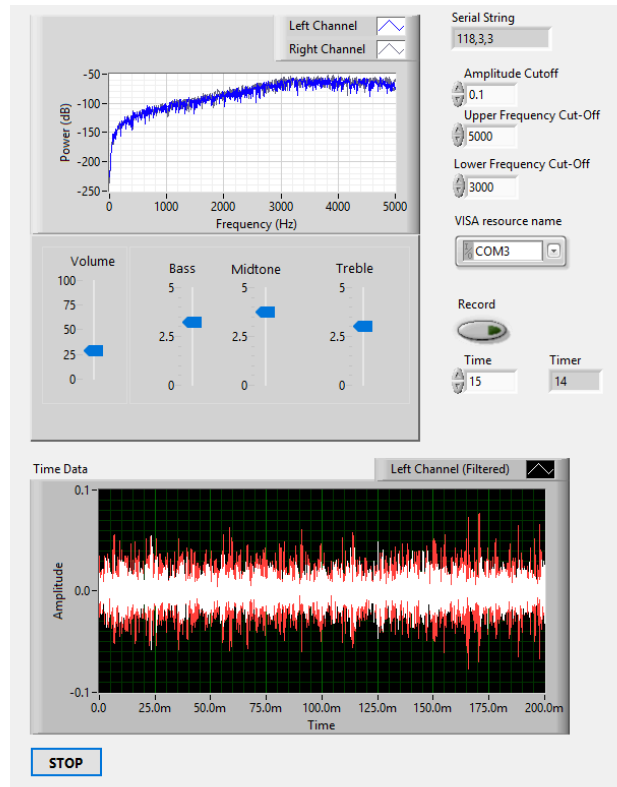 Left Channel
Right Channel
-50
-100
-150
-200
-250
Power (dB)
0 1000 2000 3000 4000 5000
Frequency (Hz)
Serial String
118,3,3
Amplitude Cutoff
0.1
Upper Frequency Cut-Off
5000
Lower Frequency Cut-Off
3000
VISA resource name
COM3
Record
Time Timer
15 14
Volume Bass Midtone Treble
100
75
50
25
0
5
2.5
0
5
2.5
0
5
2.5
0
Time Data
Left Channel (Filtered)
0.1
0.0
-0.1
Amplitude
0.0 25.0m 50.0m 75.0m 100.0m 125.0m 150.0m 175.0m 200.0m
Time
STOP